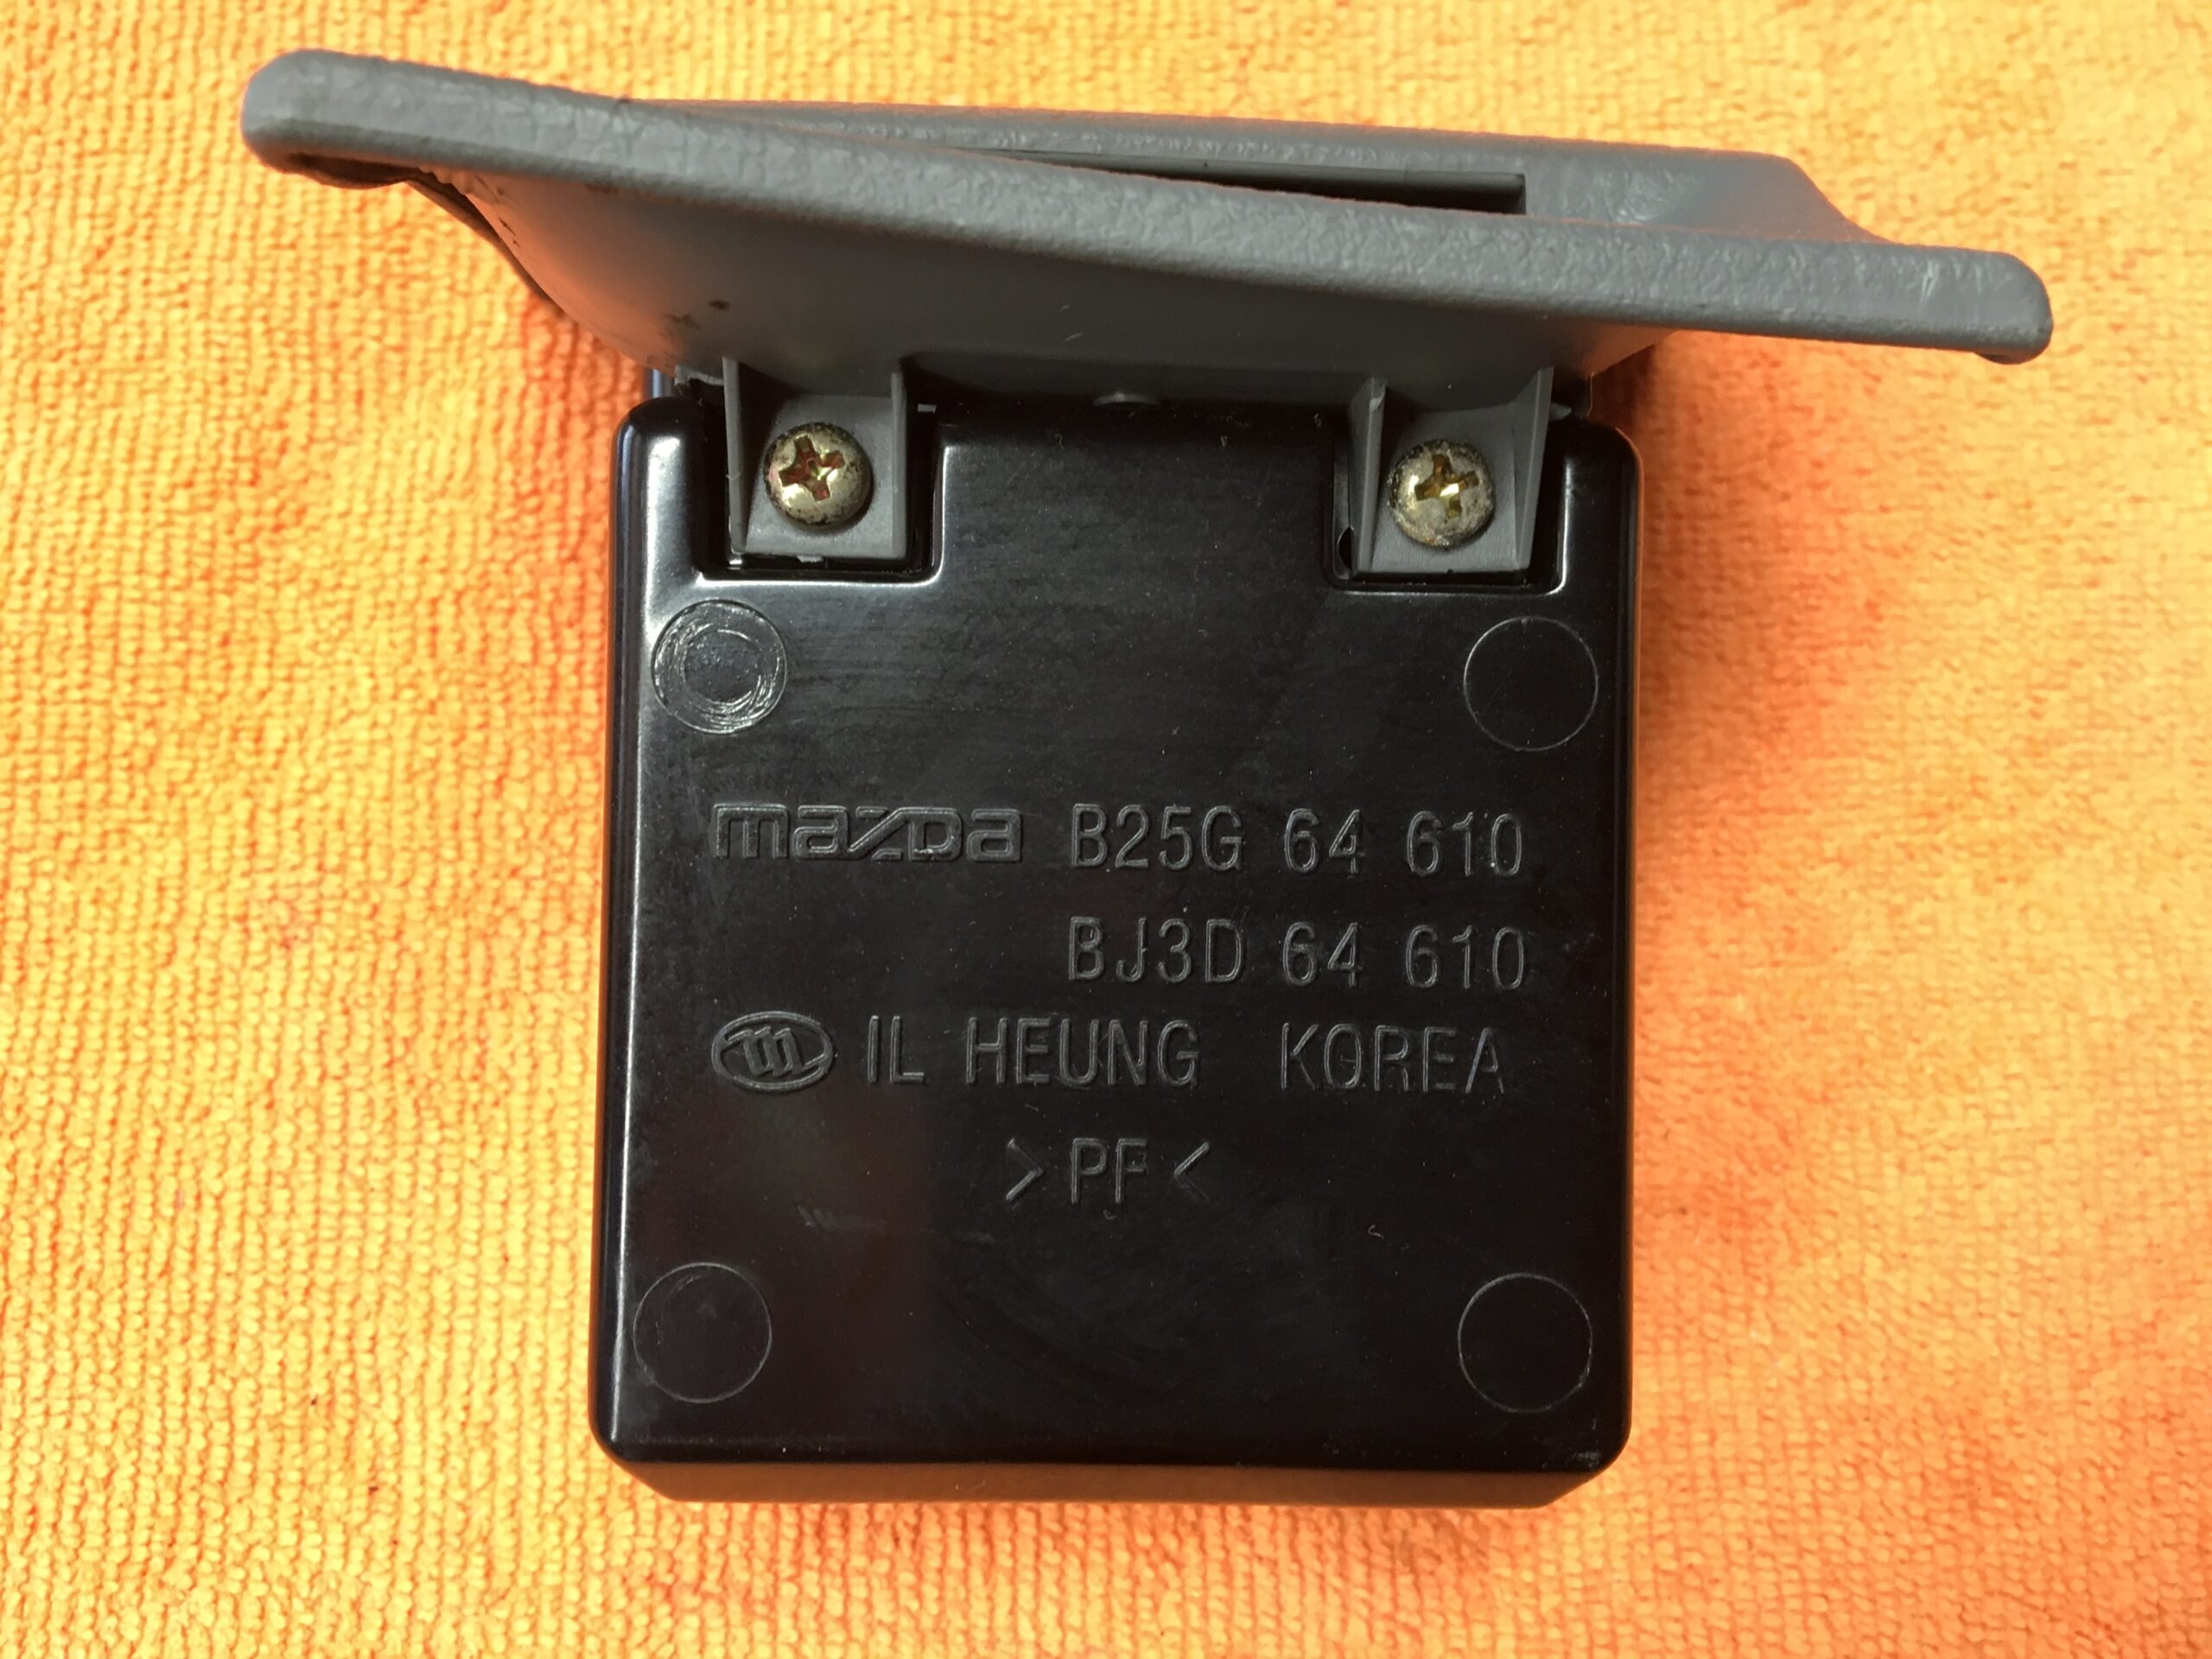 mazda B25G 64 610
BJ3D 64 610
IL HEUNG KOREA
>PF<